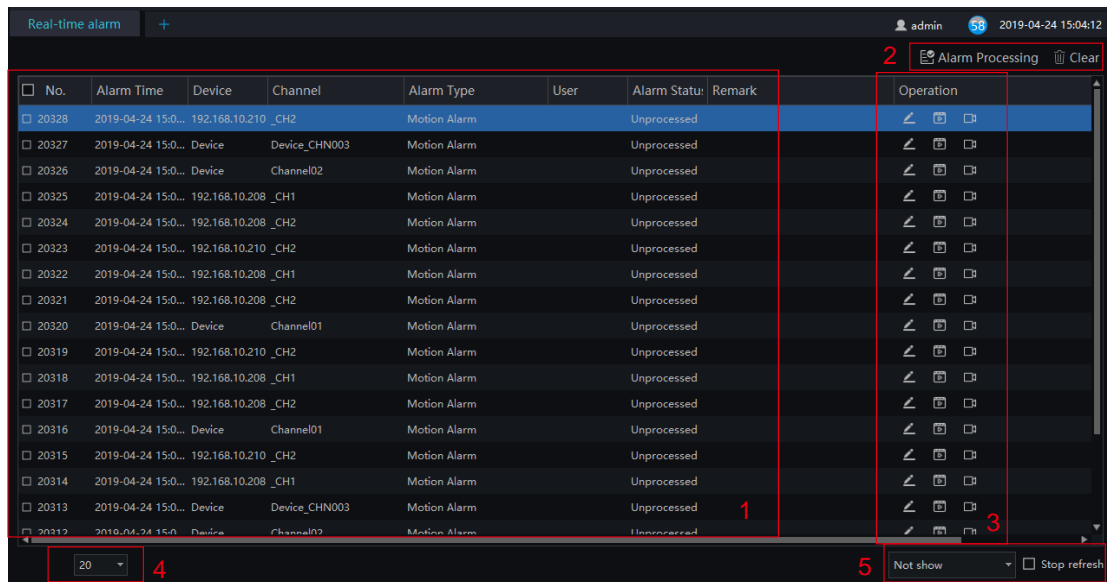 Real-time alarm + admin 58 2019-04-24 15:04:12
2 Alarm Processing Clear
No. Alarm Time Device Channel Alarm Type User Alarm Status Remark Operation
20328 2019-04-24 15:0... 192.168.10.210 _CH2 Motion Alarm Unprocessed
20327 2019-04-24 15:0... Device Device_CHN003 Motion Alarm Unprocessed
20326 2019-04-24 15:0... Device Channel02 Motion Alarm Unprocessed
20325 2019-04-24 15:0... 192.168.10.208 _CH1 Motion Alarm Unprocessed
20324 2019-04-24 15:0... 192.168.10.208 _CH2 Motion Alarm Unprocessed
20323 2019-04-24 15:0... 192.168.10.210 _CH2 Motion Alarm Unprocessed
20322 2019-04-24 15:0... 192.168.10.208 _CH1 Motion Alarm Unprocessed
20321 2019-04-24 15:0... 192.168.10.208 _CH2 Motion Alarm Unprocessed
20320 2019-04-24 15:0... Device Channel01 Motion Alarm Unprocessed
20319 2019-04-24 15:0... 192.168.10.210 _CH2 Motion Alarm Unprocessed
20318 2019-04-24 15:0... 192.168.10.208 _CH1 Motion Alarm Unprocessed
20317 2019-04-24 15:0... 192.168.10.208 _CH2 Motion Alarm Unprocessed
20316 2019-04-24 15:0... Device Channel01 Motion Alarm Unprocessed
20315 2019-04-24 15:0... 192.168.10.210 _CH2 Motion Alarm Unprocessed
20314 2019-04-24 15:0... 192.168.10.208 _CH1 Motion Alarm Unprocessed
20313 2019-04-24 15:0... Device Device_CHN003 Motion Alarm Unprocessed
1 3
20312 2019-04-24 15:0... Device Channel02 Motion Alarm Unprocessed
20 4 5 Not show Stop refresh